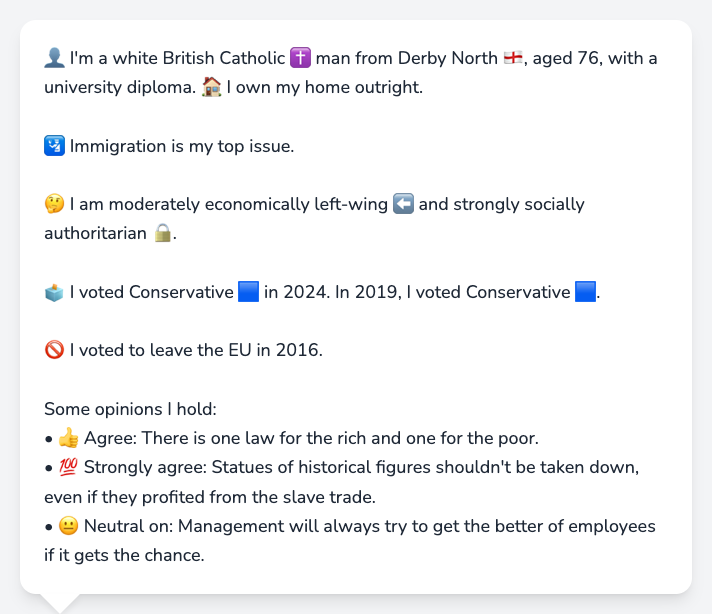 👤 I'm a white British Catholic ✝️ man from Derby North 🏴󠁧󠁢󠁥󠁮󠁧󠁿, aged 76, with a
university diploma. 🏠 I own my home outright.
🛂 Immigration is my top issue.
🤔 I am moderately economically left-wing ⬅️ and strongly socially
authoritarian 🔒.
🗳️ I voted Conservative 🟦 in 2024. In 2019, I voted Conservative 🟦.
🚫 I voted to leave the EU in 2016.
Some opinions I hold:
• 👍 Agree: There is one law for the rich and one for the poor.
• 💯 Strongly agree: Statues of historical figures shouldn't be taken down,
even if they profited from the slave trade.
• 😐 Neutral on: Management will always try to get the better of employees
if it gets the chance.